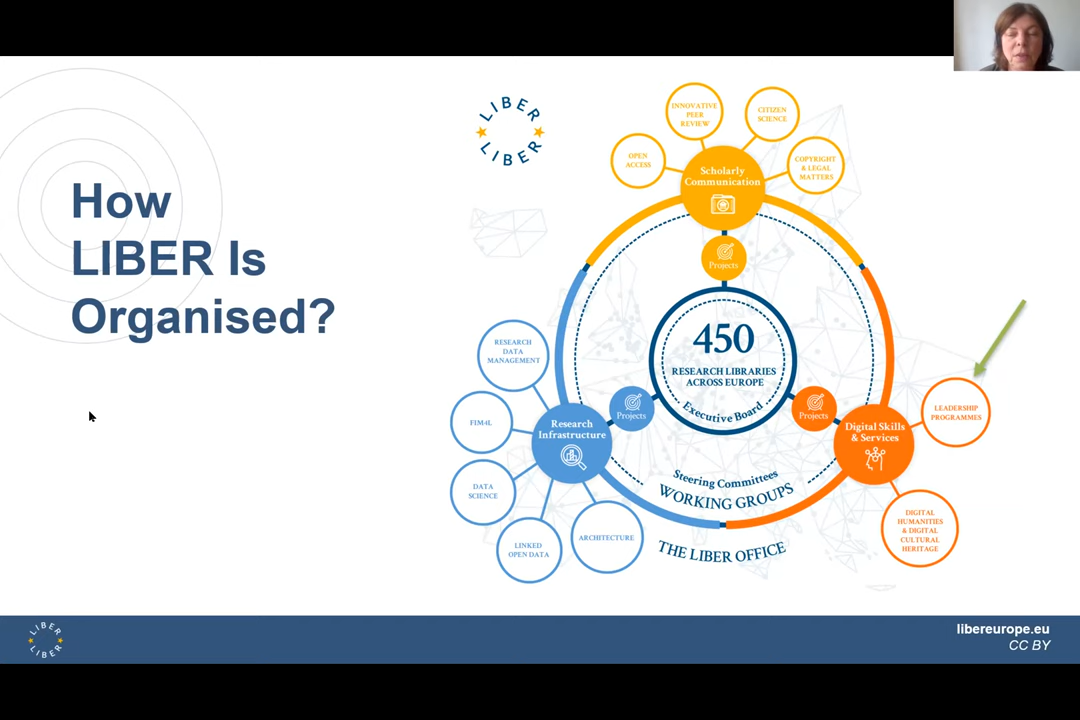 How
LIBER Is
Organised?
LIBER
LIBER
INNOVATIVE
PEER
REVIEW
CITIZEN
SCIENCE
OPEN
ACCESS
COPYRIGHT
& LEGAL
MATTERS
Scholarly
Communication
Projects
450
RESEARCH LIBRARIES
ACROSS EUROPE
Executive Board
RESEARCH
DATA
MANAGEMENT
FIM4L
DATA
SCIENCE
LINKED
OPEN DATA
ARCHITECTURE
Research
Infrastructure
Projects
Projects
Digital Skills
& Services
LEADERSHIP
PROGRAMMES
DIGITAL
HUMANITIES
& DIGITAL
CULTURAL
HERITAGE
Steering Committees
WORKING GROUPS
THE LIBER OFFICE
LIBER
LIBER
libereurope.eu
CC BY